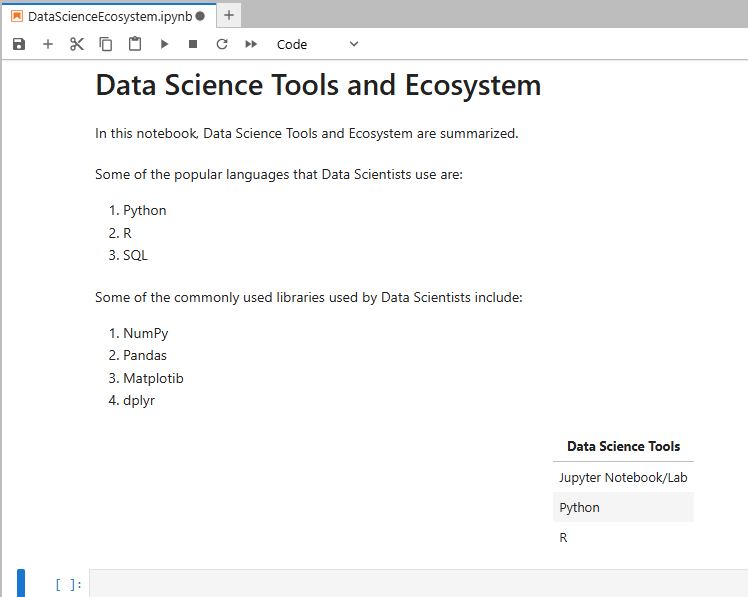 DataScienceEcosystem.ipynb
Code
Data Science Tools and Ecosystem
In this notebook, Data Science Tools and Ecosystem are summarized.
Some of the popular languages that Data Scientists use are:
1. Python
2. R
3. SQL
Some of the commonly used libraries used by Data Scientists include:
1. NumPy
2. Pandas
3. Matplotib
4. dplyr
Data Science Tools
Jupyter Notebook/Lab
Python
R
[ ]: